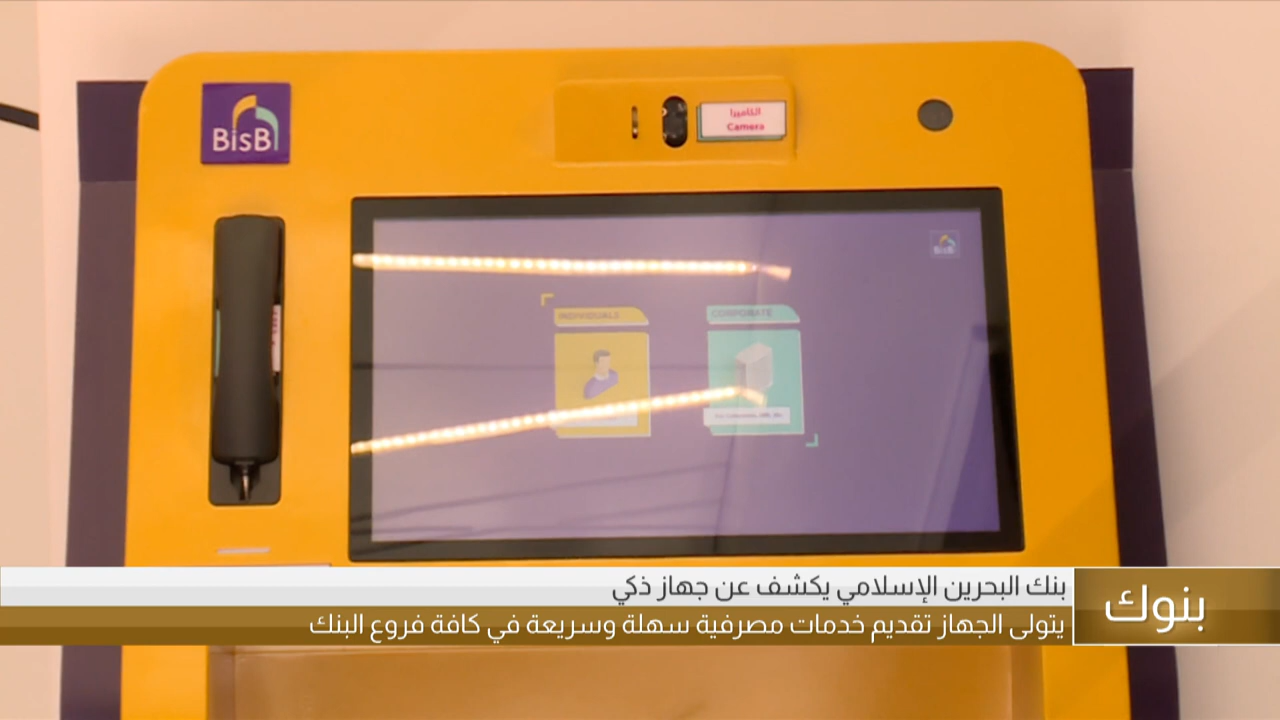 BisB
الكاميرا
Camera
BisB
INDIVIDUALS
CORPORATE
بنوك
بنك البحرين الإسلامي يكشف عن جهاز ذكي
يتولى الجهاز تقديم خدمات مصرفية سهلة وسريعة في كافة فروع البنك